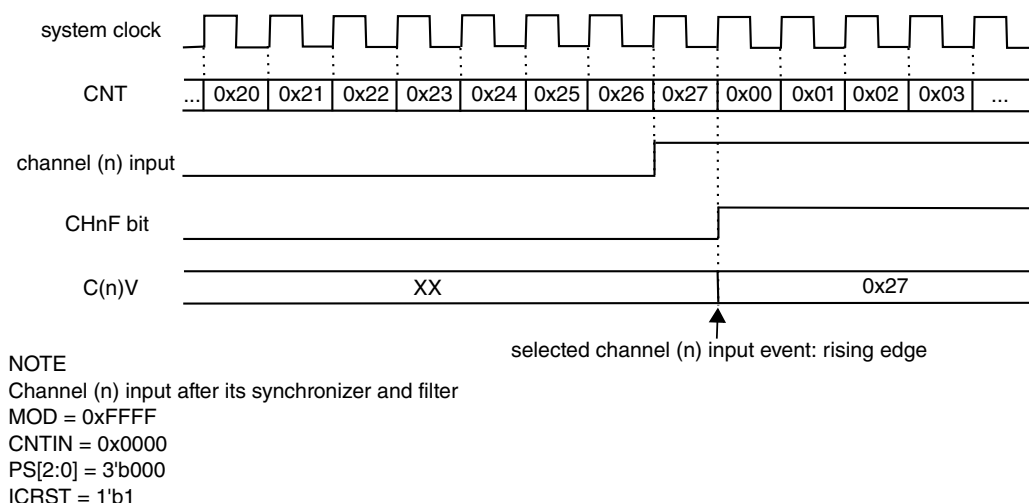 system clock
CNT ... 0x20 0x21 0x22 0x23 0x24 0x25 0x26 0x27 0x00 0x01 0x02 0x03 ...
channel (n) input
CHnF bit
C(n)V XX 0x27
selected channel (n) input event: rising edge
NOTE
Channel (n) input after its synchronizer and filter
MOD = 0xFFFF
CNTIN = 0x0000
PS[2:0] = 3'b000
ICRST = 1'b1